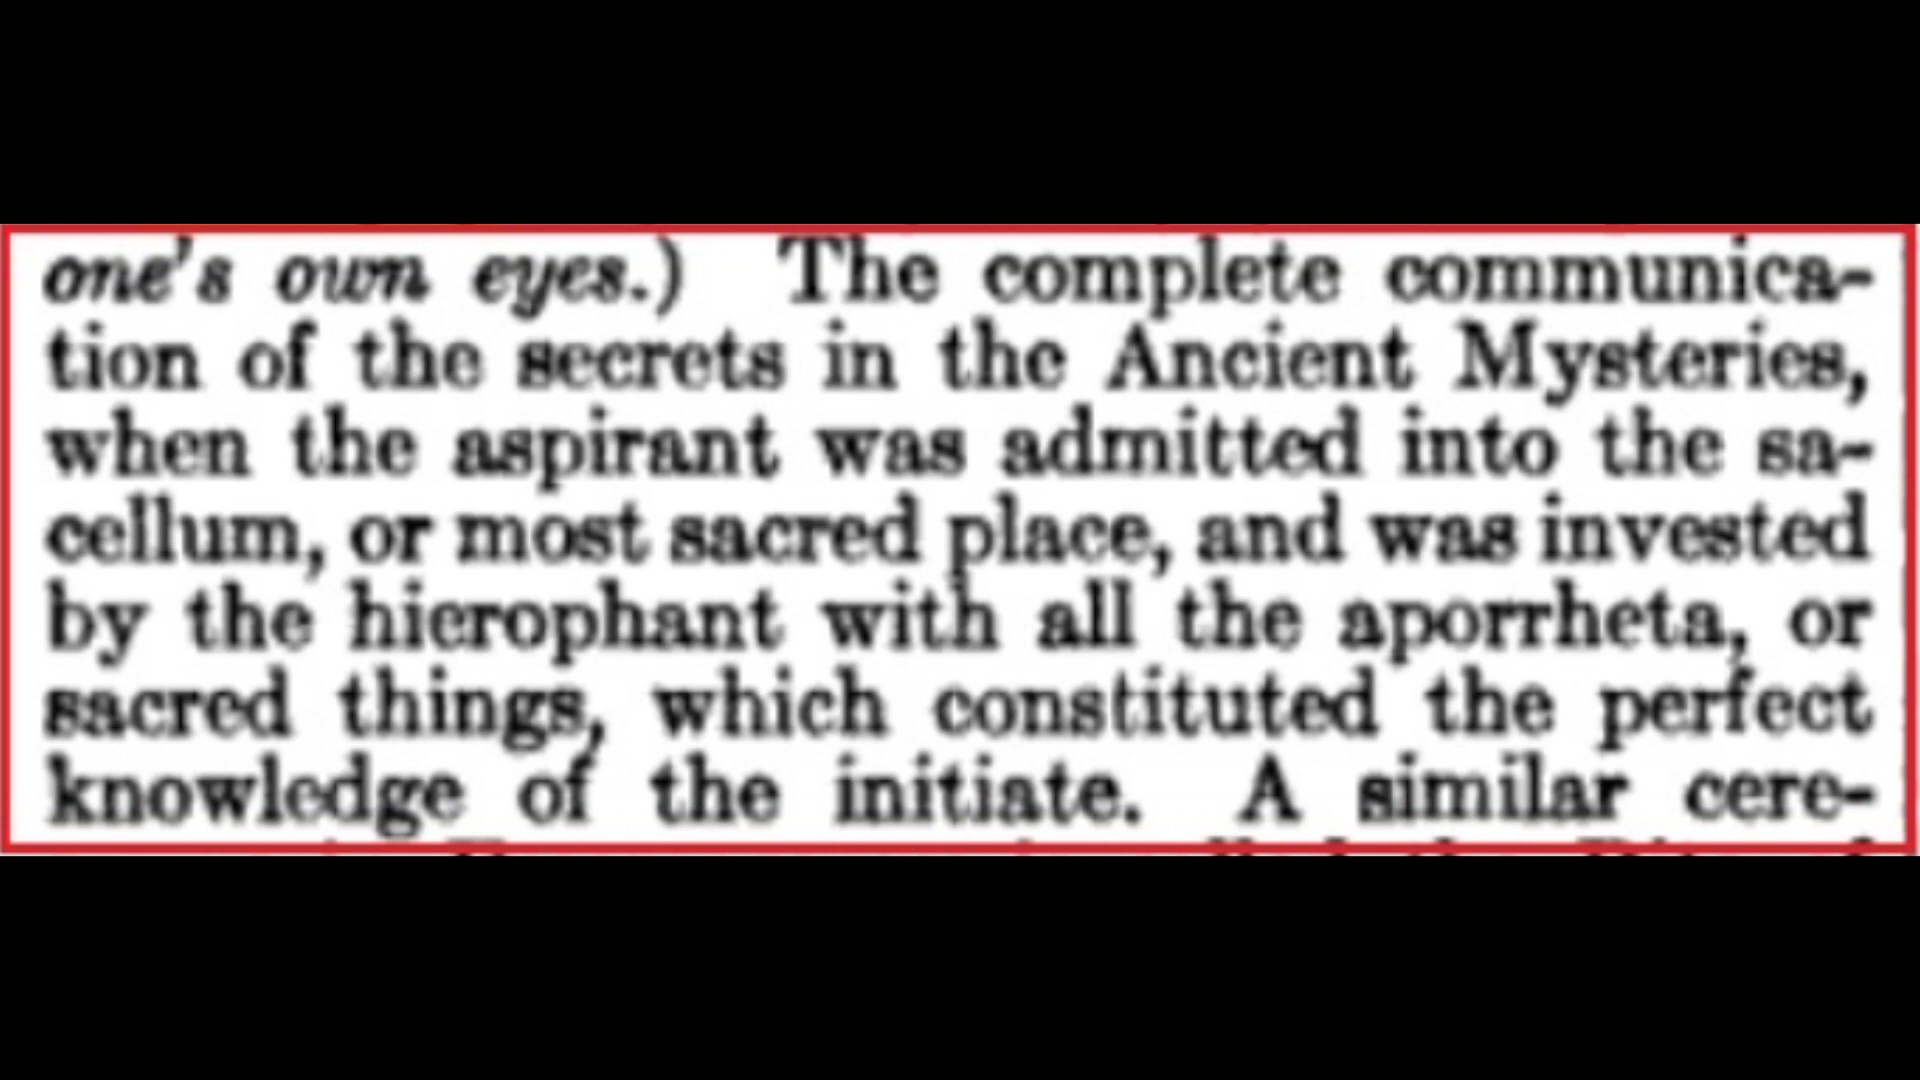 one's own eyes.) The complete communica-
tion of the secrets in the Ancient Mysteries,
when the aspirant was admitted into the sa-
cellum, or most sacred place, and was invested
by the hierophant with all the aporrheta, or
sacred things, which constituted the perfect
knowledge of the initiate. A similar cere-